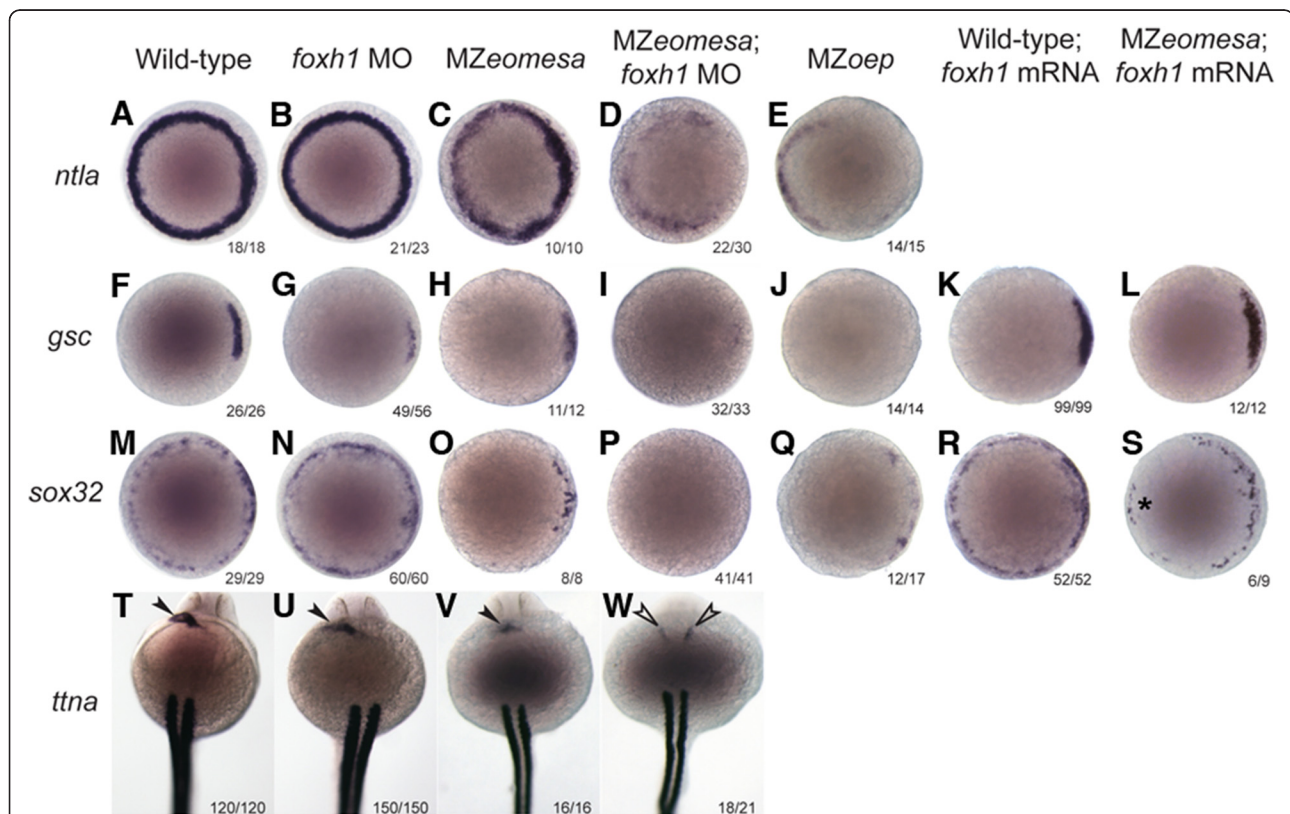 Wild-type
foxh1 MO
MZeomesa
MZeomesa;
foxh1 MO
MZoep
Wild-type;
foxh1 mRNA
MZeomesa;
foxh1 mRNA
ntla
A
18/18
B
21/23
C
10/10
D
22/30
E
14/15
gsc
F
26/26
G
49/56
H
11/12
I
32/33
J
14/14
K
99/99
L
12/12
sox32
M
29/29
N
60/60
O
8/8
P
41/41
Q
12/17
R
52/52
S
*
6/9
ttna
T
120/120
U
150/150
V
16/16
W
18/21